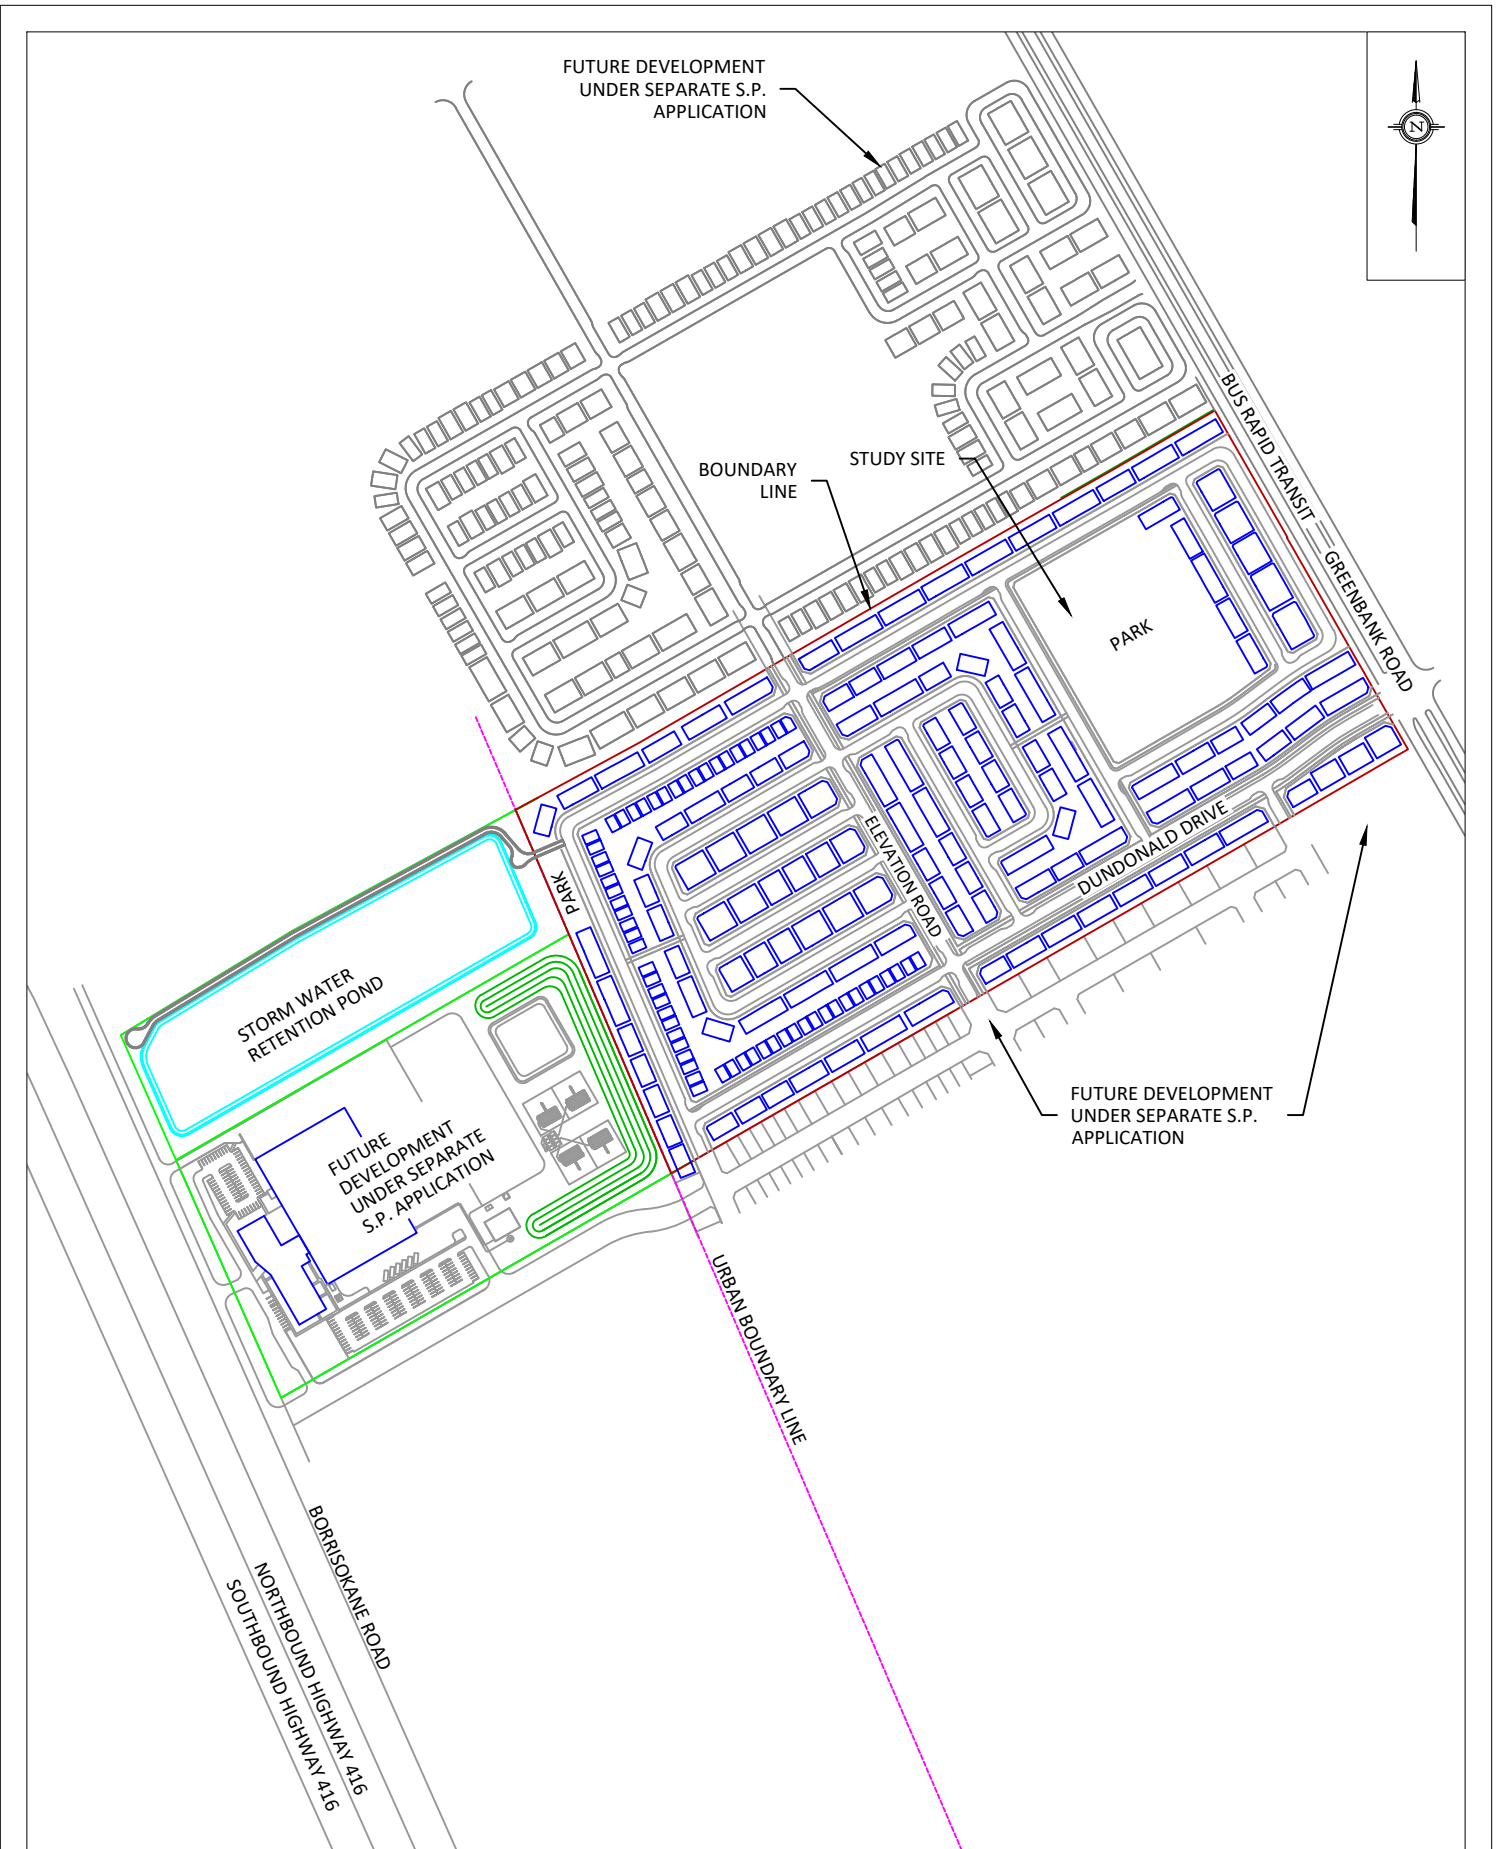 FUTURE DEVELOPMENT
UNDER SEPARATE S.P.
APPLICATION
N
BUS RAPID TRANSIT
BOUNDARY
LINE
STUDY SITE
GREENBANK ROAD
PARK
ELEVATION ROAD
DUNDONALD DRIVE
PARK
STORM WATER
RETENTION POND
FUTURE
DEVELOPMENT
UNDER SEPARATE
S.P. APPLICATION
FUTURE DEVELOPMENT
UNDER SEPARATE S.P.
APPLICATION
URBAN BOUNDARY LINE
BORRISOKANE ROAD
NORTHBOUND HIGHWAY 416
SOUTHBOUND HIGHWAY 416